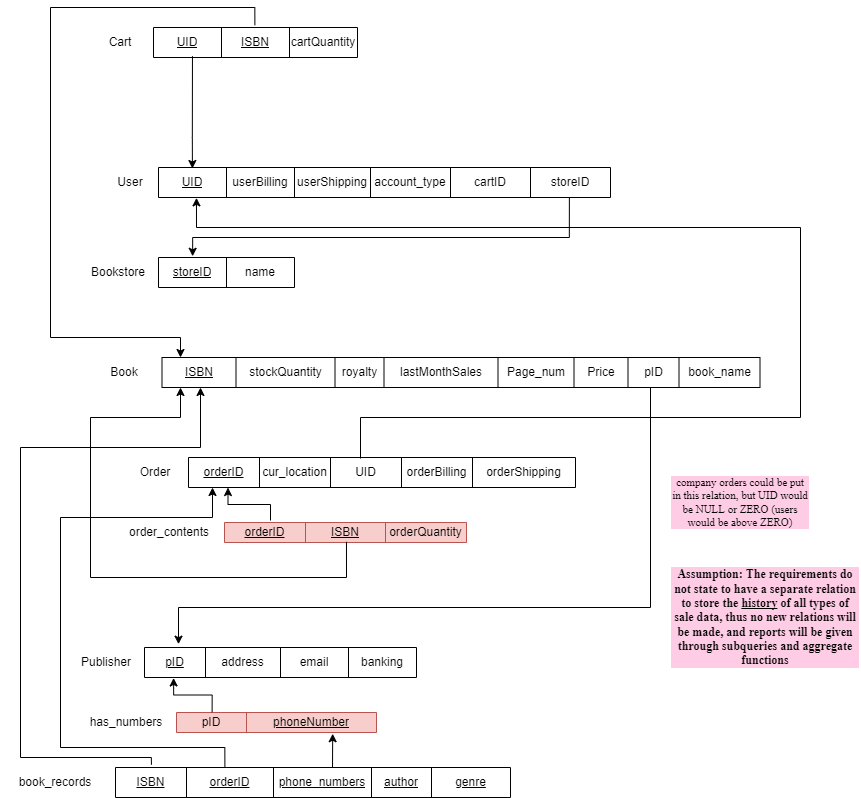 Cart UID ISBN cartQuantity
User UID userBilling userShipping account_type cartID storeID
Bookstore storeID name
Book ISBN stockQuantity royalty lastMonthSales Page_num Price pID book_name
Order orderID cur_location UID orderBilling orderShipping
company orders could be put
in this relation, but UID would
be NULL or ZERO (users
would be above ZERO)
order_contents orderID ISBN orderQuantity
Assumption: The requirements do
not state to have a separate relation
to store the history of all types of
sale data, thus no new relations will
be made, and reports will be given
through subqueries and aggregate
functions
Publisher pID address email banking
has_numbers pID phoneNumber
book_records ISBN orderID phone_numbers author genre